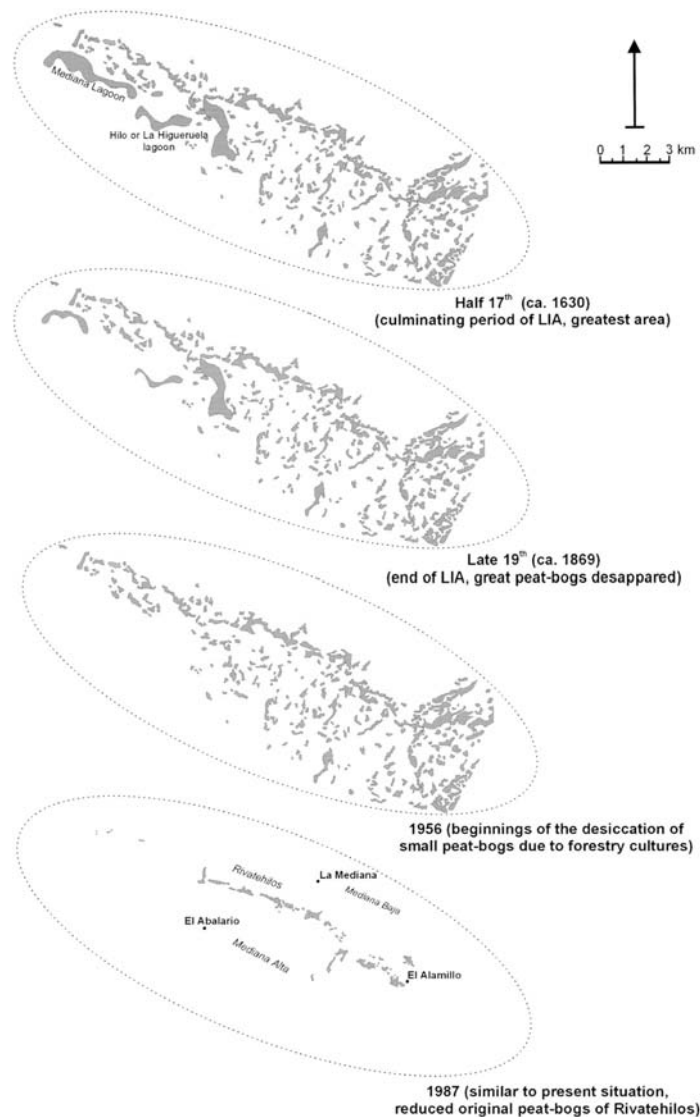 Mediana Lagoon
Hilo or La Higueruela
lagoon
0 1 2 3 km
Half 17th (ca. 1630)
(culminating period of LIA, greatest area)
Late 19th (ca. 1869)
(end of LIA, great peat-bogs desappared)
1956 (beginnings of the desiccation of
small peat-bogs due to forestry cultures)
Rivatehilos
La Mediana
Mediana Baja
El Abalario
Mediana Alta
El Alamillo
1987 (similar to present situation,
reduced original peat-bogs of Rivatehilos)